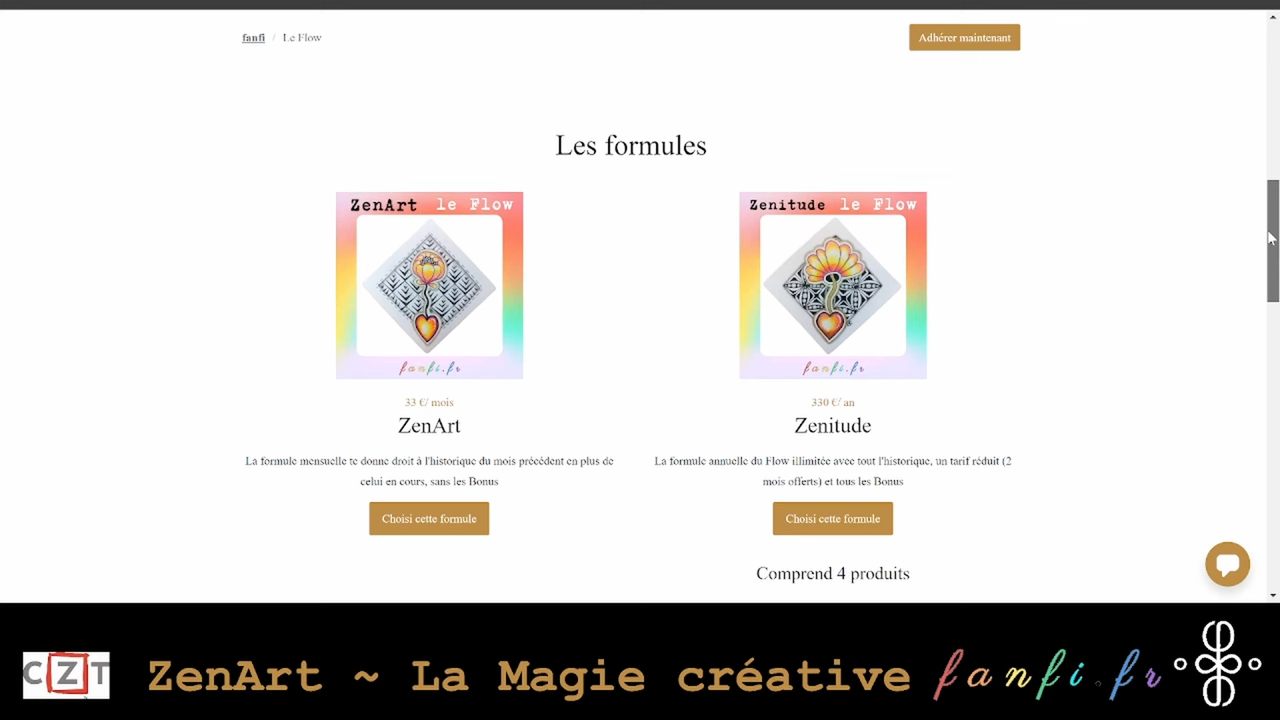 fanfi / Le Flow
Adhérer maintenant
Les formules
ZenArt le Flow
fanfi.fr
33 €/ mois
ZenArt
La formule mensuelle te donne droit à l'historique du mois précédent en plus de
celui en cours, sans les Bonus
Choisi cette formule
Zenitude le Flow
fanfi.fr
330 €/ an
Zenitude
La formule annuelle du Flow illimitée avec tout l'historique, un tarif réduit (2
mois offerts) et tous les Bonus
Choisi cette formule
Comprend 4 produits
CZT
ZenArt ~ La Magie créative fanfi.fr